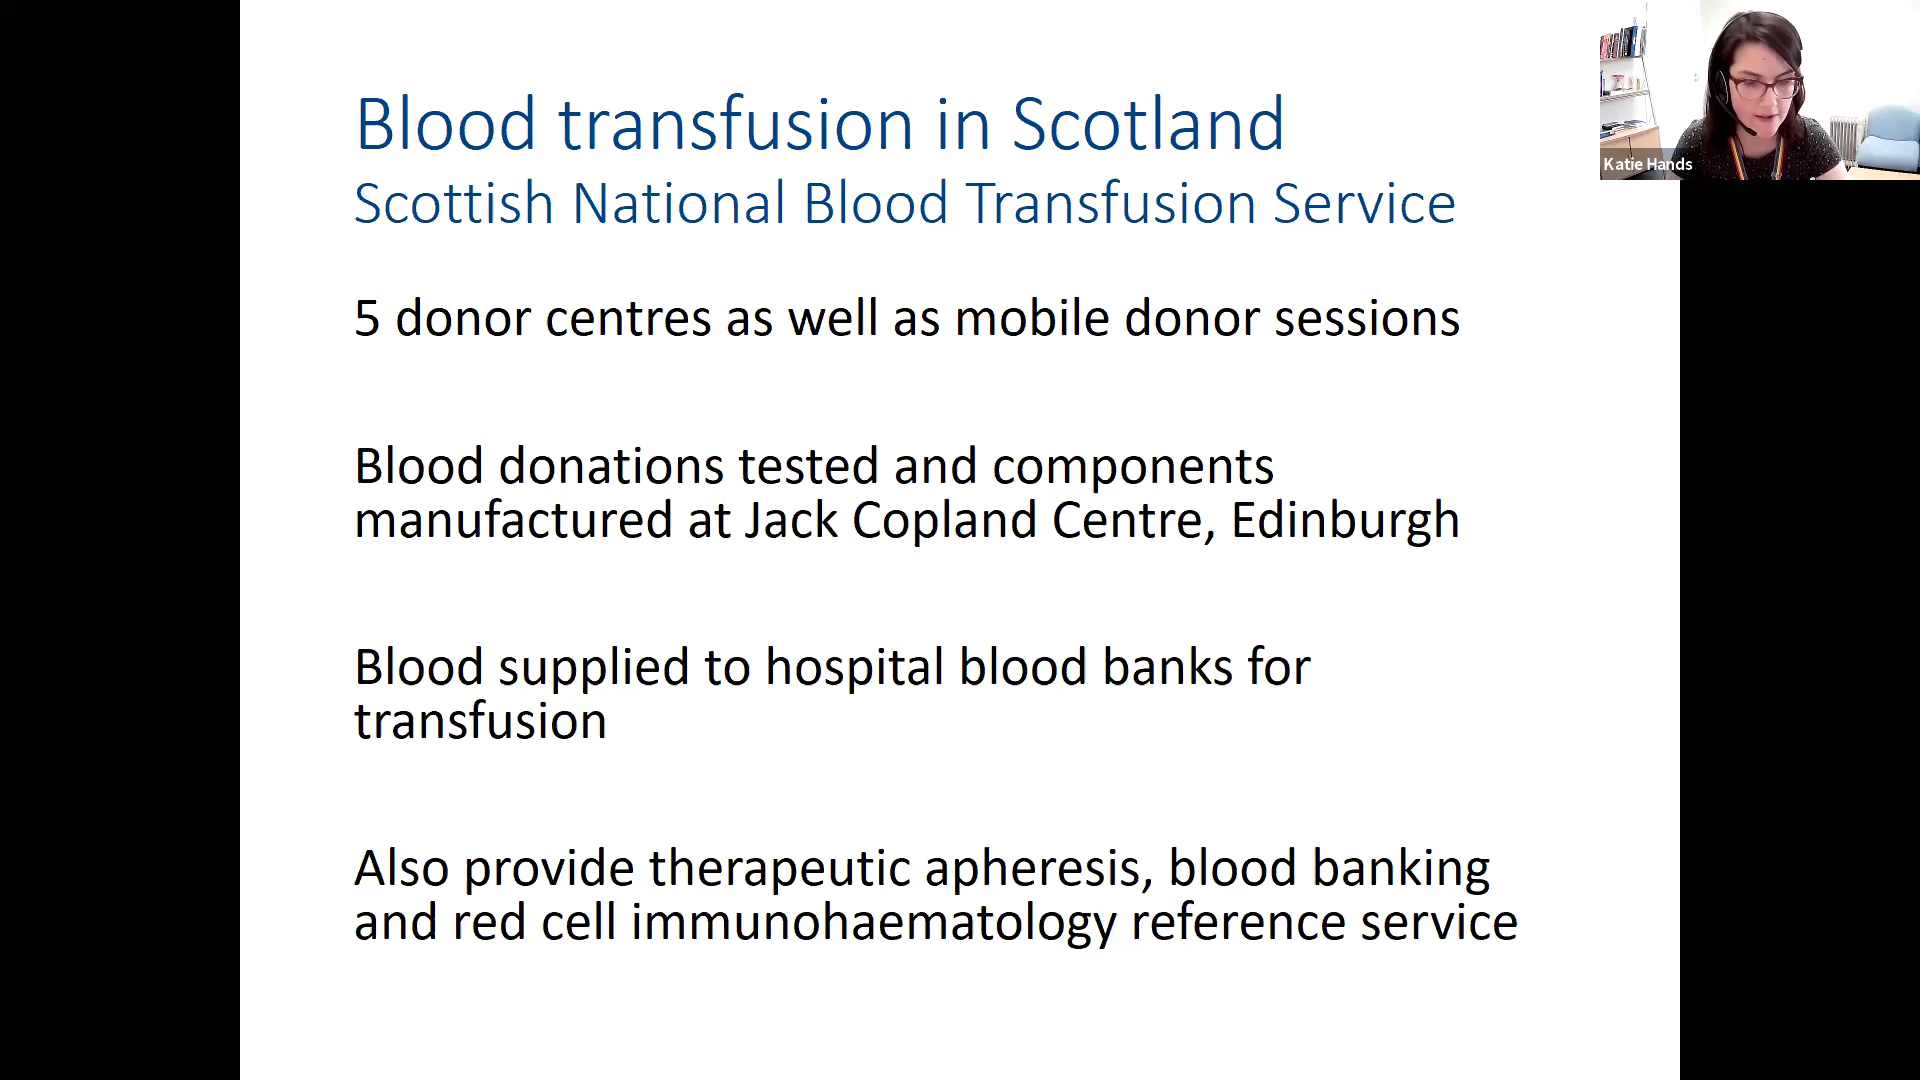 Blood transfusion in Scotland
Scottish National Blood Transfusion Service
5 donor centres as well as mobile donor sessions
Blood donations tested and components
manufactured at Jack Copland Centre, Edinburgh
Blood supplied to hospital blood banks for
transfusion
Also provide therapeutic apheresis, blood banking
and red cell immunohaematology reference service
Katie Hands